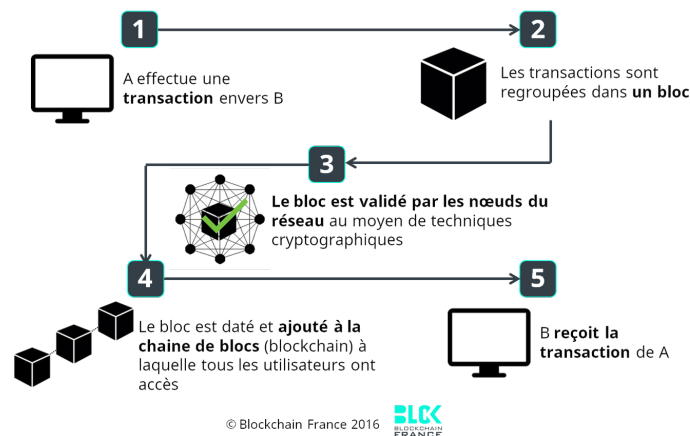 1
2
A effectue une
transaction envers B
Les transactions sont
regroupées dans un bloc
3
Le bloc est validé par les nœuds du
réseau au moyen de techniques
cryptographiques
4
5
Le bloc est daté et ajouté à la
chaine de blocs (blockchain) à
laquelle tous les utilisateurs ont
accès
B reçoit la
transaction de A
© Blockchain France 2016
BLCK
BLOCKCHAIN
FRANCE